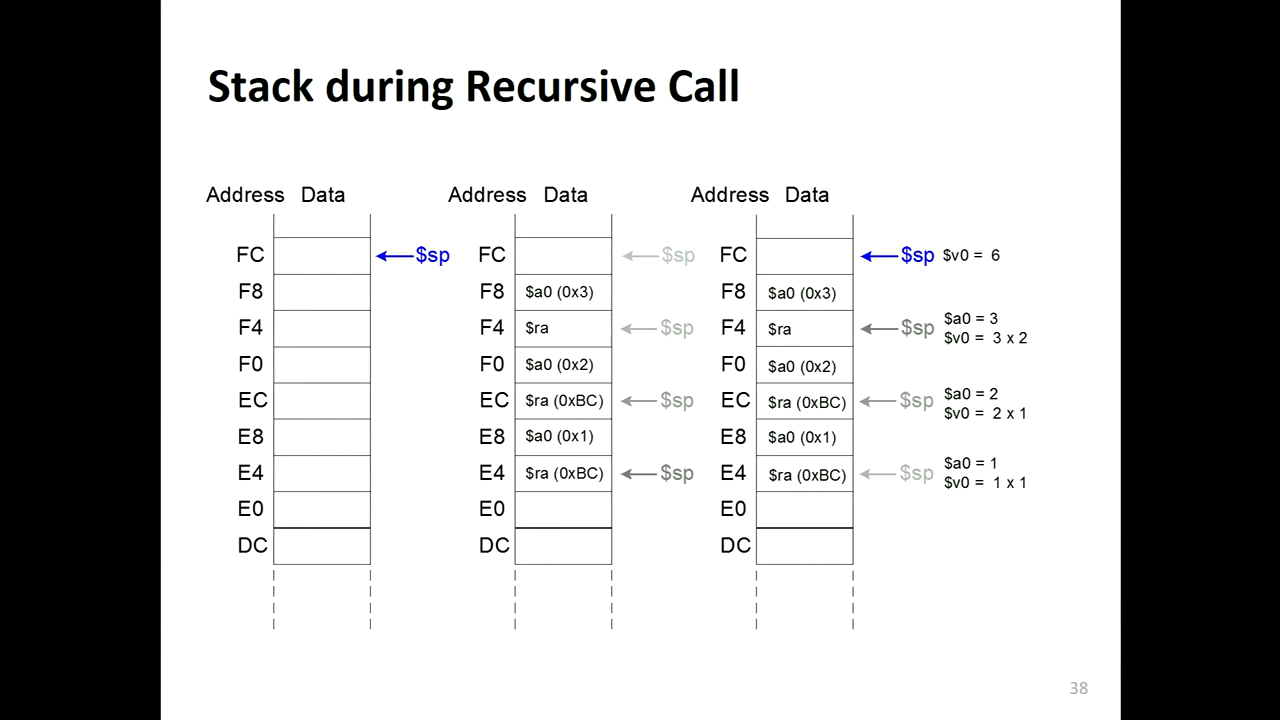 Stack during Recursive Call
Address Data Address Data Address Data
FC $sp FC $sp FC $sp $v0 = 6
F8 F8 $a0 (0x3) F8 $a0 (0x3)
F4 F4 $ra $sp F4 $ra $sp $a0 = 3
$v0 = 3 x 2
F0 F0 $a0 (0x2) F0 $a0 (0x2)
EC EC $ra (0xBC) $sp EC $ra (0xBC) $sp $a0 = 2
$v0 = 2 x 1
E8 E8 $a0 (0x1) E8 $a0 (0x1)
E4 E4 $ra (0xBC) $sp E4 $ra (0xBC) $sp $a0 = 1
$v0 = 1 x 1
E0 E0 E0
DC DC DC
38